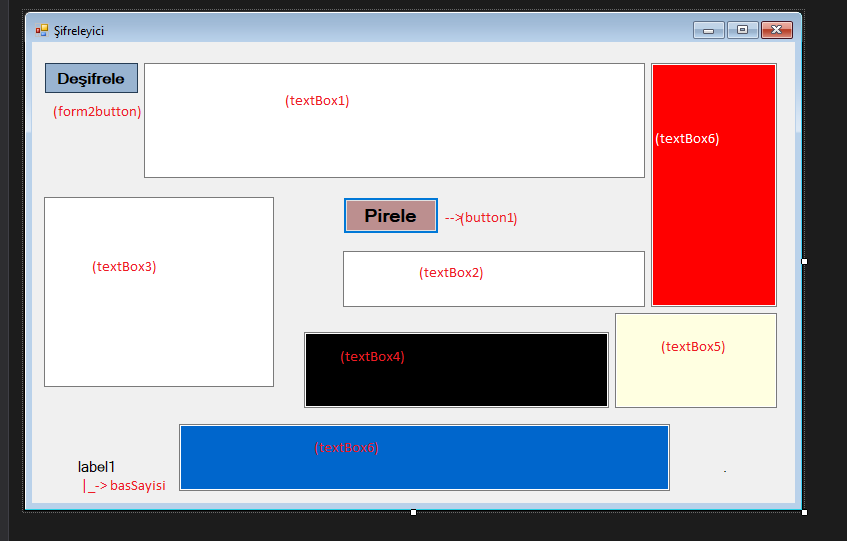 Şifreleyici
Deşifrele
(form2button)
(textBox1)
(textBox6)
(textBox3)
Pirele
-->(button1)
(textBox2)
(textBox4)
(textBox5)
(textBox6)
label1
|_-> basSayisi
.